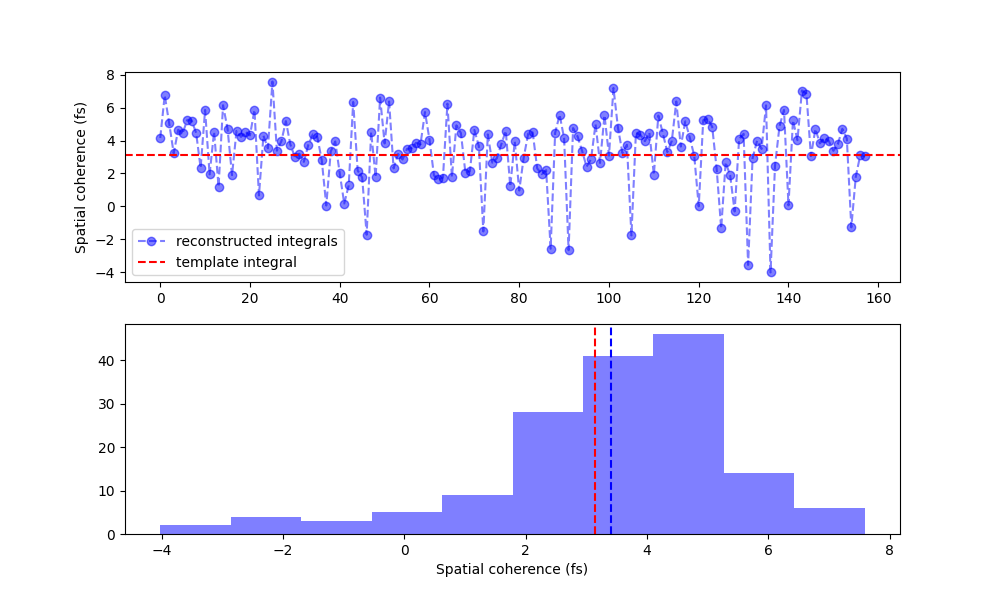 8
6
4
2
0
−2
−4
Spatial coherence (fs)
reconstructed integrals
template integral
0 20 40 60 80 100 120 140 160
40
30
20
10
0
−4 −2 0 2 4 6 8
Spatial coherence (fs)